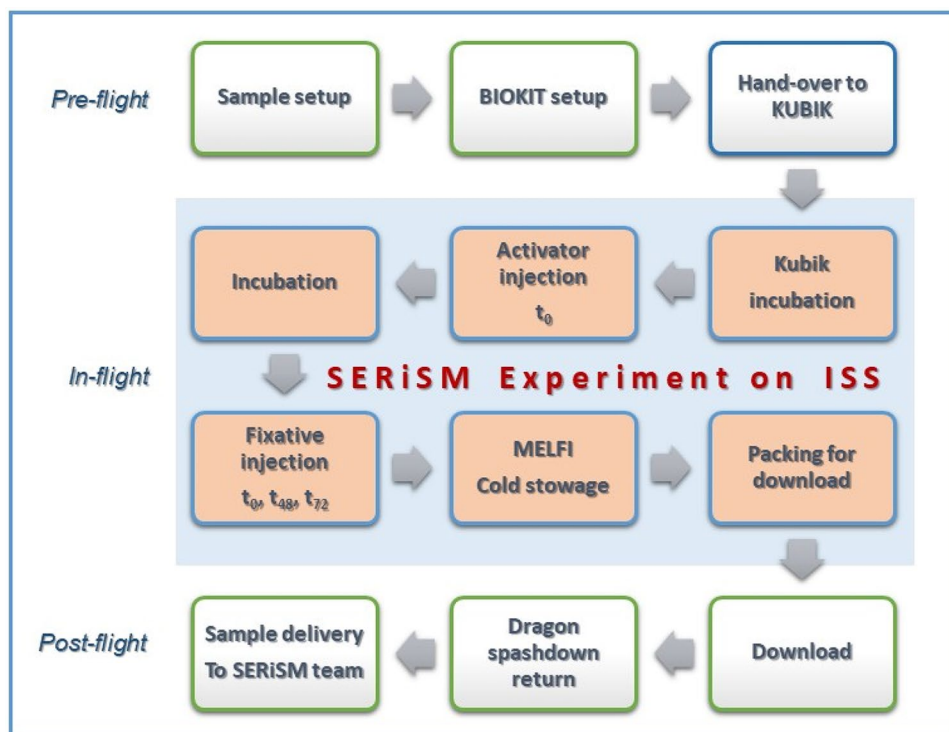 Pre-flight
Sample setup
BIOKIT setup
Hand-over to
KUBIK
In-flight
Kubik
incubation
Activator
injection
t₀
Incubation
SERiSM Experiment on ISS
Fixative
injection
t₀, t₄₈, t₇₂
MELFI
Cold stowage
Packing for
download
Post-flight
Download
Dragon
spashdown
return
Sample delivery
To SERiSM team